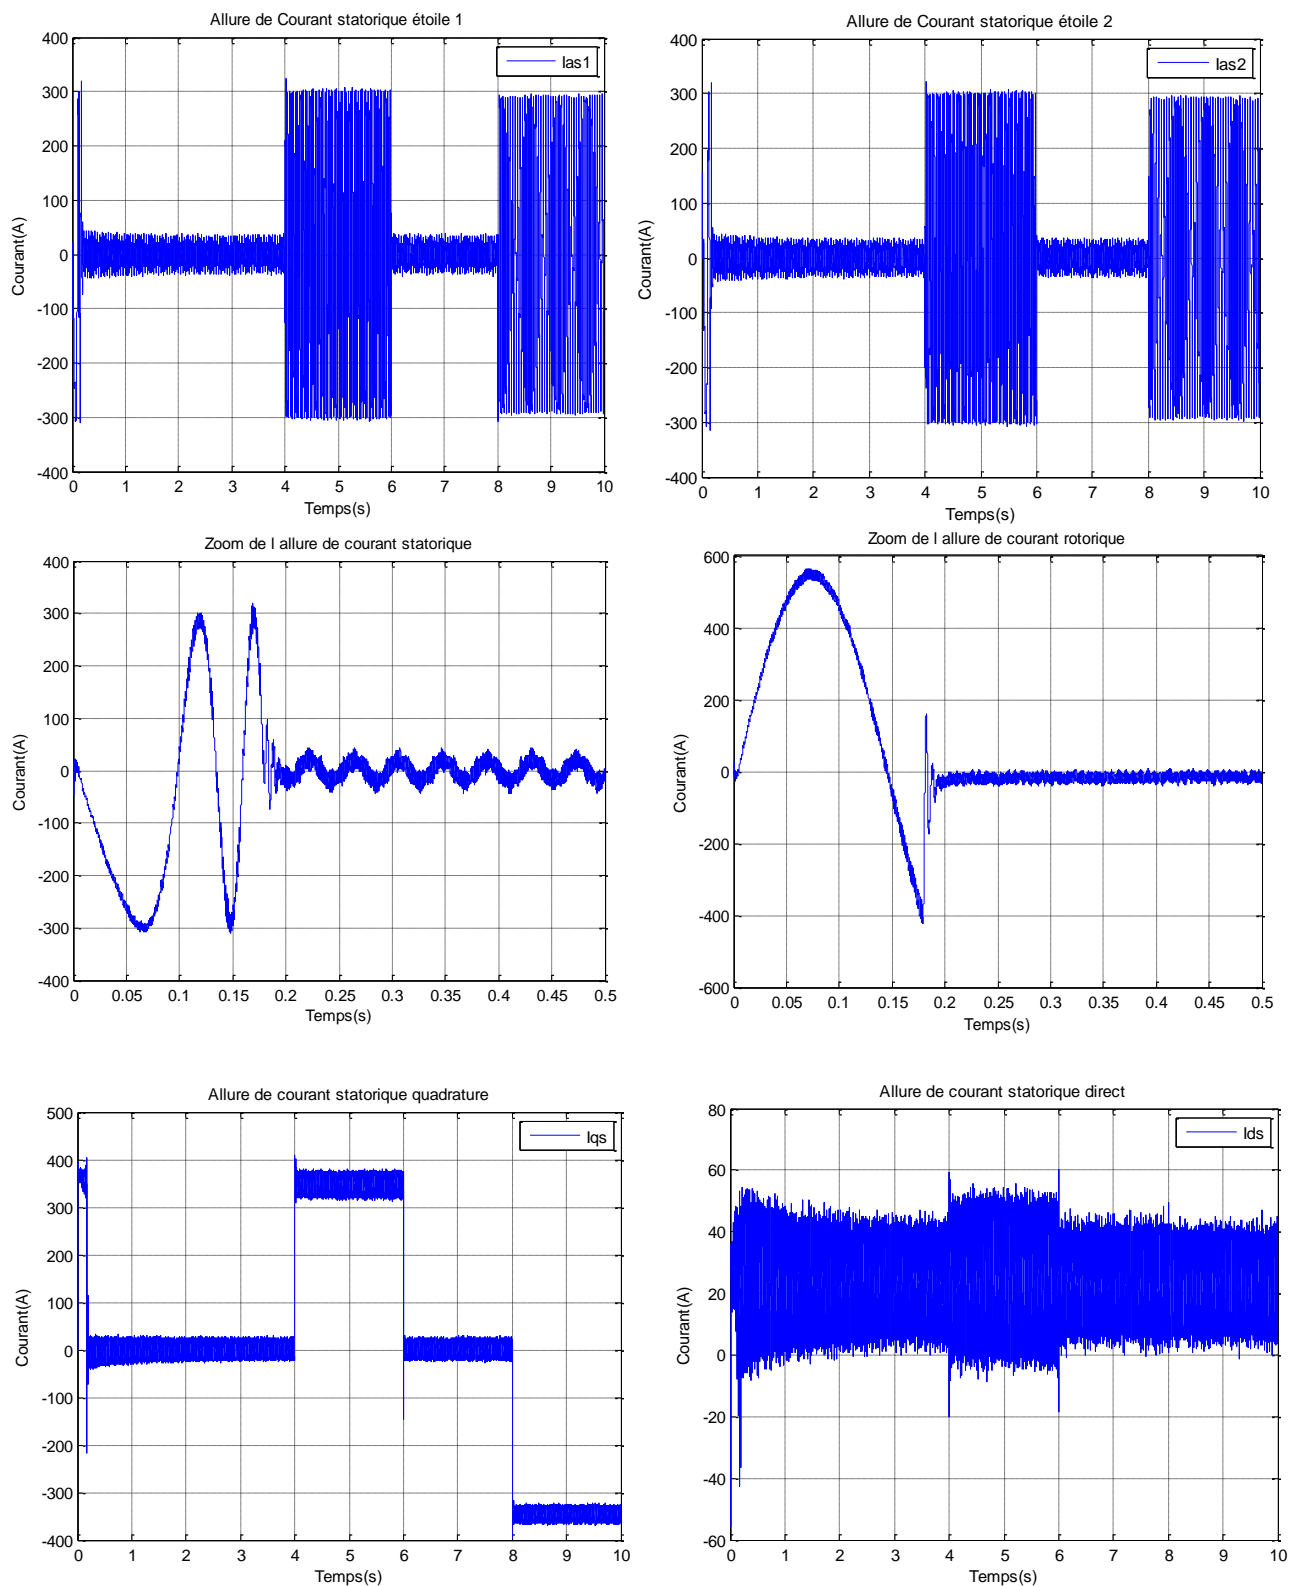 Allure de Courant statorique étoile 1
Ias1
Courant(A)
400
300
200
100
0
-100
-200
-300
-400
0 1 2 3 4 5 6 7 8 9 10
Temps(s)
Allure de Courant statorique étoile 2
Ias2
Courant(A)
400
300
200
100
0
-100
-200
-300
-400
0 1 2 3 4 5 6 7 8 9 10
Temps(s)
Zoom de l allure de courant statorique
Courant(A)
400
300
200
100
0
-100
-200
-300
-400
0 0.05 0.1 0.15 0.2 0.25 0.3 0.35 0.4 0.45 0.5
Temps(s)
Zoom de l allure de courant rotorique
Courant(A)
600
400
200
0
-200
-400
-600
0 0.05 0.1 0.15 0.2 0.25 0.3 0.35 0.4 0.45 0.5
Temps(s)
Allure de courant statorique quadrature
Iqs
Courant(A)
500
400
300
200
100
0
-100
-200
-300
-400
0 1 2 3 4 5 6 7 8 9 10
Temps(s)
Allure de courant statorique direct
Ids
Courant(A)
80
60
40
20
0
-20
-40
-60
0 1 2 3 4 5 6 7 8 9 10
Temps(s)